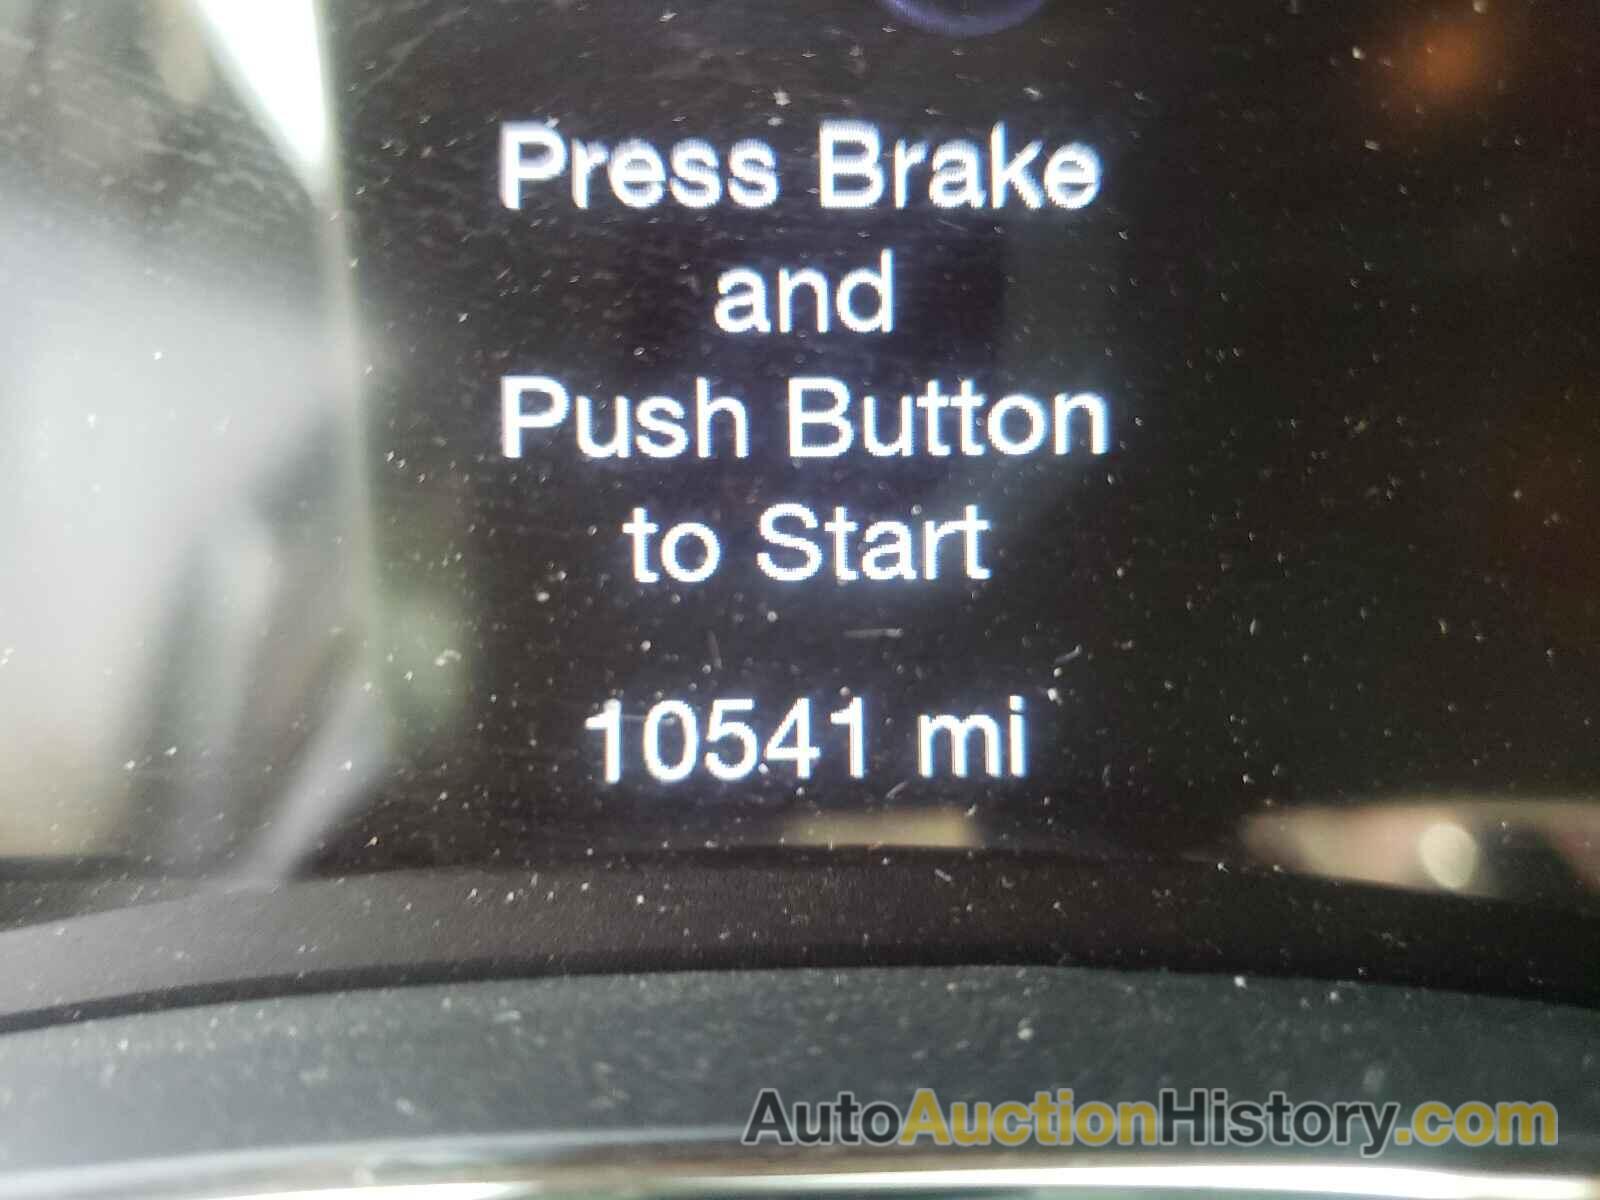 Press Brake
and
Push Button
to Start
10541 mi
AutoAuctionHistory.com